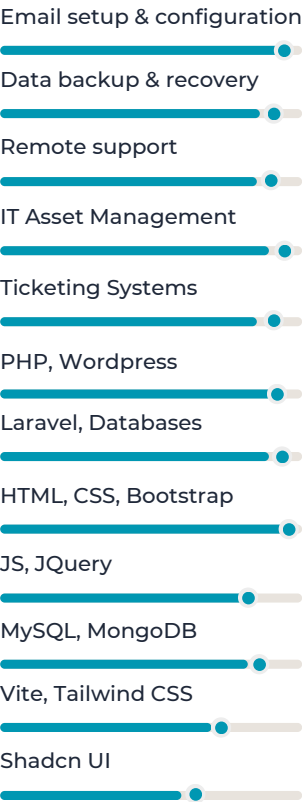 Email setup & configuration
Data backup & recovery
Remote support
IT Asset Management
Ticketing Systems
PHP, Wordpress
Laravel, Databases
HTML, CSS, Bootstrap
JS, JQuery
MySQL, MongoDB
Vite, Tailwind CSS
Shadcn UI